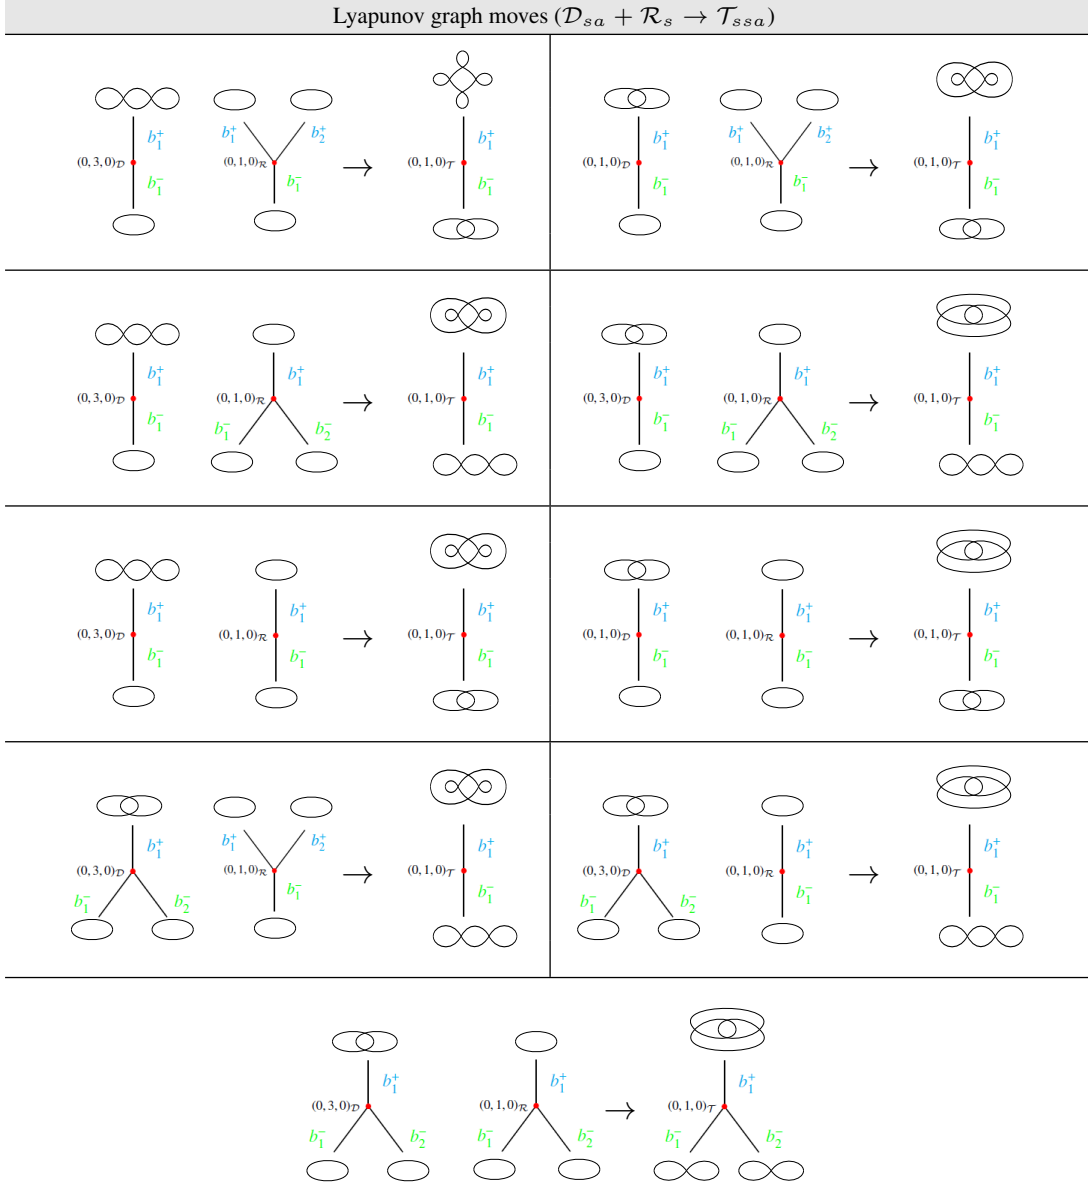 Lyapunov graph moves (𝒟_{sa} + ℛ_s → 𝒯_{ssa})
b_1^+ b_1^+ b_2^+ b_1^+ b_1^+ b_1^+ b_2^+ b_1^+
(0, 3, 0)_𝒟 (0, 1, 0)_ℛ → (0, 1, 0)_𝒯 (0, 1, 0)_𝒟 (0, 1, 0)_ℛ → (0, 1, 0)_𝒯
b_1^- b_1^- b_1^- b_1^- b_1^- b_1^-
b_1^+ b_1^+ b_1^+ b_1^+ b_1^+ b_1^+
(0, 3, 0)_𝒟 (0, 1, 0)_ℛ → (0, 1, 0)_𝒯 (0, 3, 0)_𝒟 (0, 1, 0)_ℛ → (0, 1, 0)_𝒯
b_1^- b_1^- b_2^- b_1^- b_1^- b_1^- b_2^- b_1^-
b_1^+ b_1^+ b_1^+ b_1^+ b_1^+ b_1^+
(0, 3, 0)_𝒟 (0, 1, 0)_ℛ → (0, 1, 0)_𝒯 (0, 1, 0)_𝒟 (0, 1, 0)_ℛ → (0, 1, 0)_𝒯
b_1^- b_1^- b_1^- b_1^- b_1^- b_1^-
b_1^+ b_1^+ b_2^+ b_1^+ b_1^+ b_1^+ b_1^+
(0, 3, 0)_𝒟 (0, 1, 0)_ℛ → (0, 1, 0)_𝒯 (0, 3, 0)_𝒟 (0, 1, 0)_ℛ → (0, 1, 0)_𝒯
b_1^- b_2^- b_1^- b_1^- b_1^- b_2^- b_1^- b_1^-
b_1^+ b_1^+ b_1^+
(0, 3, 0)_𝒟 (0, 1, 0)_ℛ → (0, 1, 0)_𝒯
b_1^- b_2^- b_1^- b_2^- b_1^- b_2^-